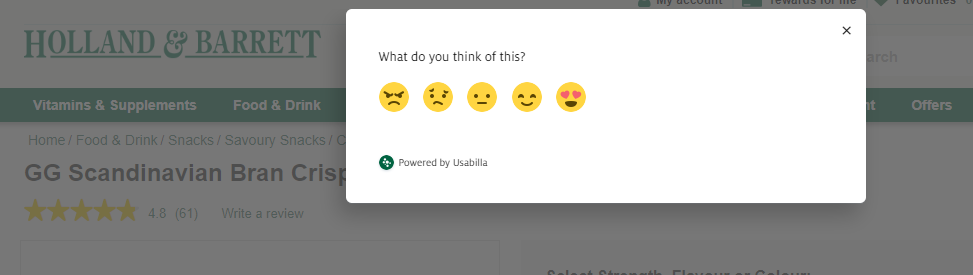 My account
rewards for me
Favourites
HOLLAND & BARRETT
What do you think of this?
arch
Vitamins & Supplements
Food & Drink
nt
Offers
Home / Food & Drink / Snacks / Savoury Snacks / C
GG Scandinavian Bran Crisp
Powered by Usabilla
4.8 (61) Write a review
Select Strength, Flavour or Colour: